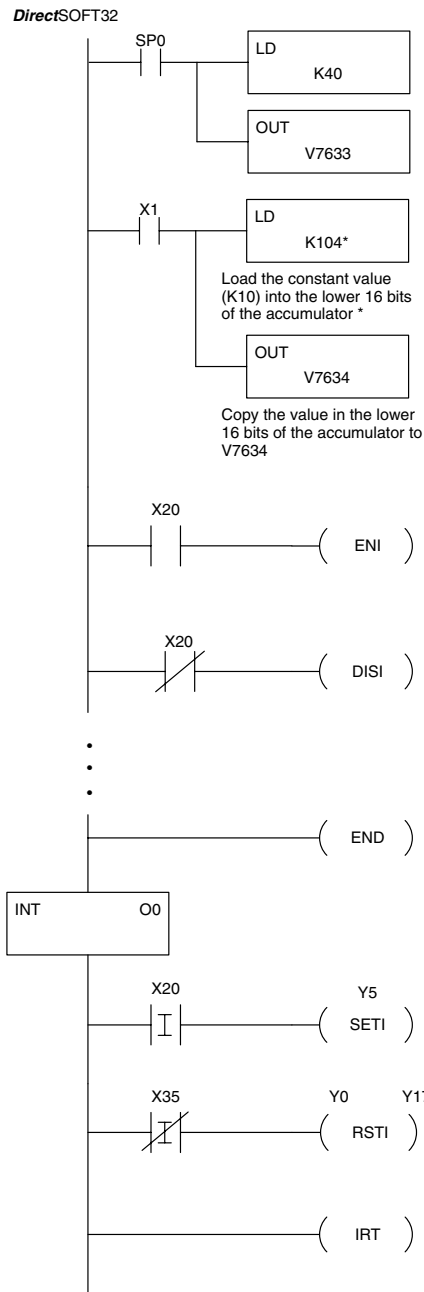 DirectSOFT32
SP0
LD
K40
OUT
V7633
X1
LD
K104*
Load the constant value
(K10) into the lower 16 bits
of the accumulator *
OUT
V7634
Copy the value in the lower
16 bits of the accumulator to
V7634
X20
ENI
X20
DISI
END
INT O0
X20
Y5
SETI
X35
Y0 Y17
RSTI
IRT